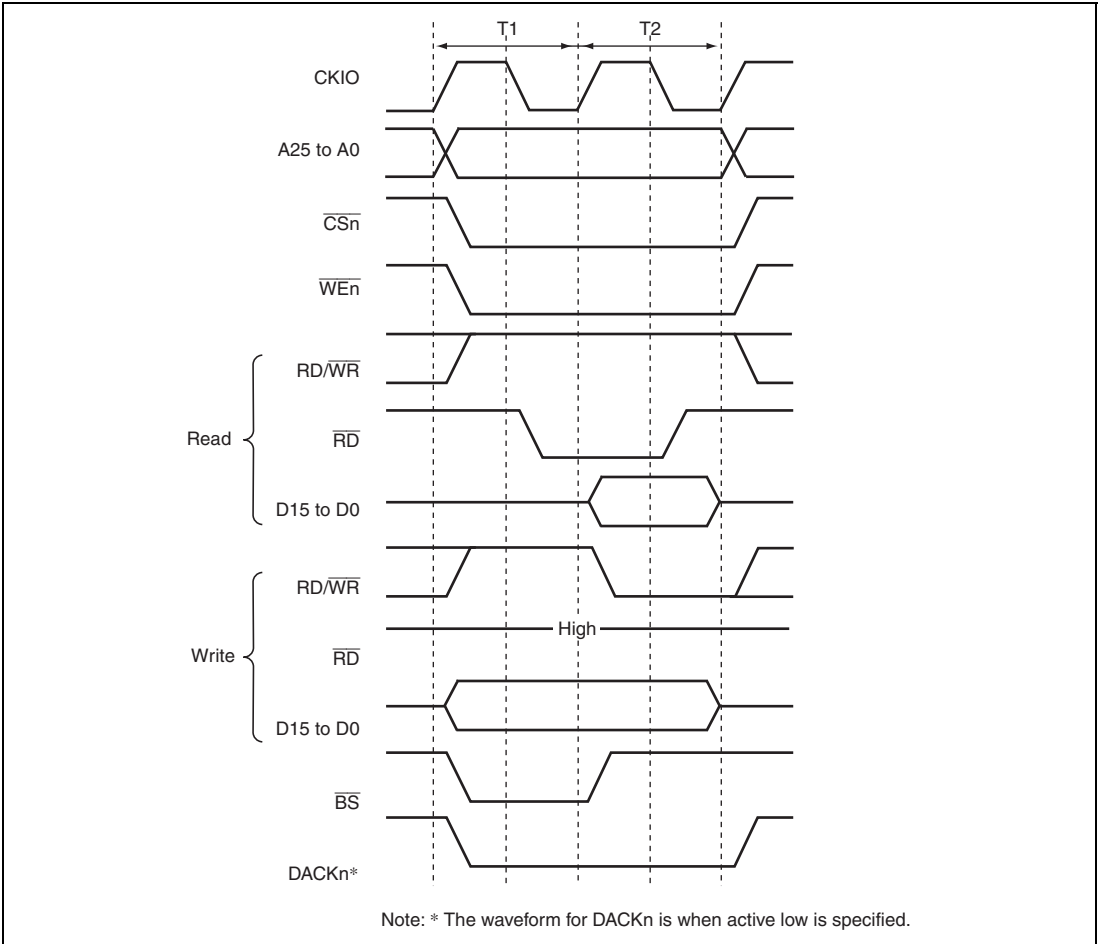 T1 T2
CKIO
A25 to A0
CSn
WEn
RD/WR
Read
RD
D15 to D0
RD/WR
High
Write
RD
D15 to D0
BS
DACKn*
Note: * The waveform for DACKn is when active low is specified.